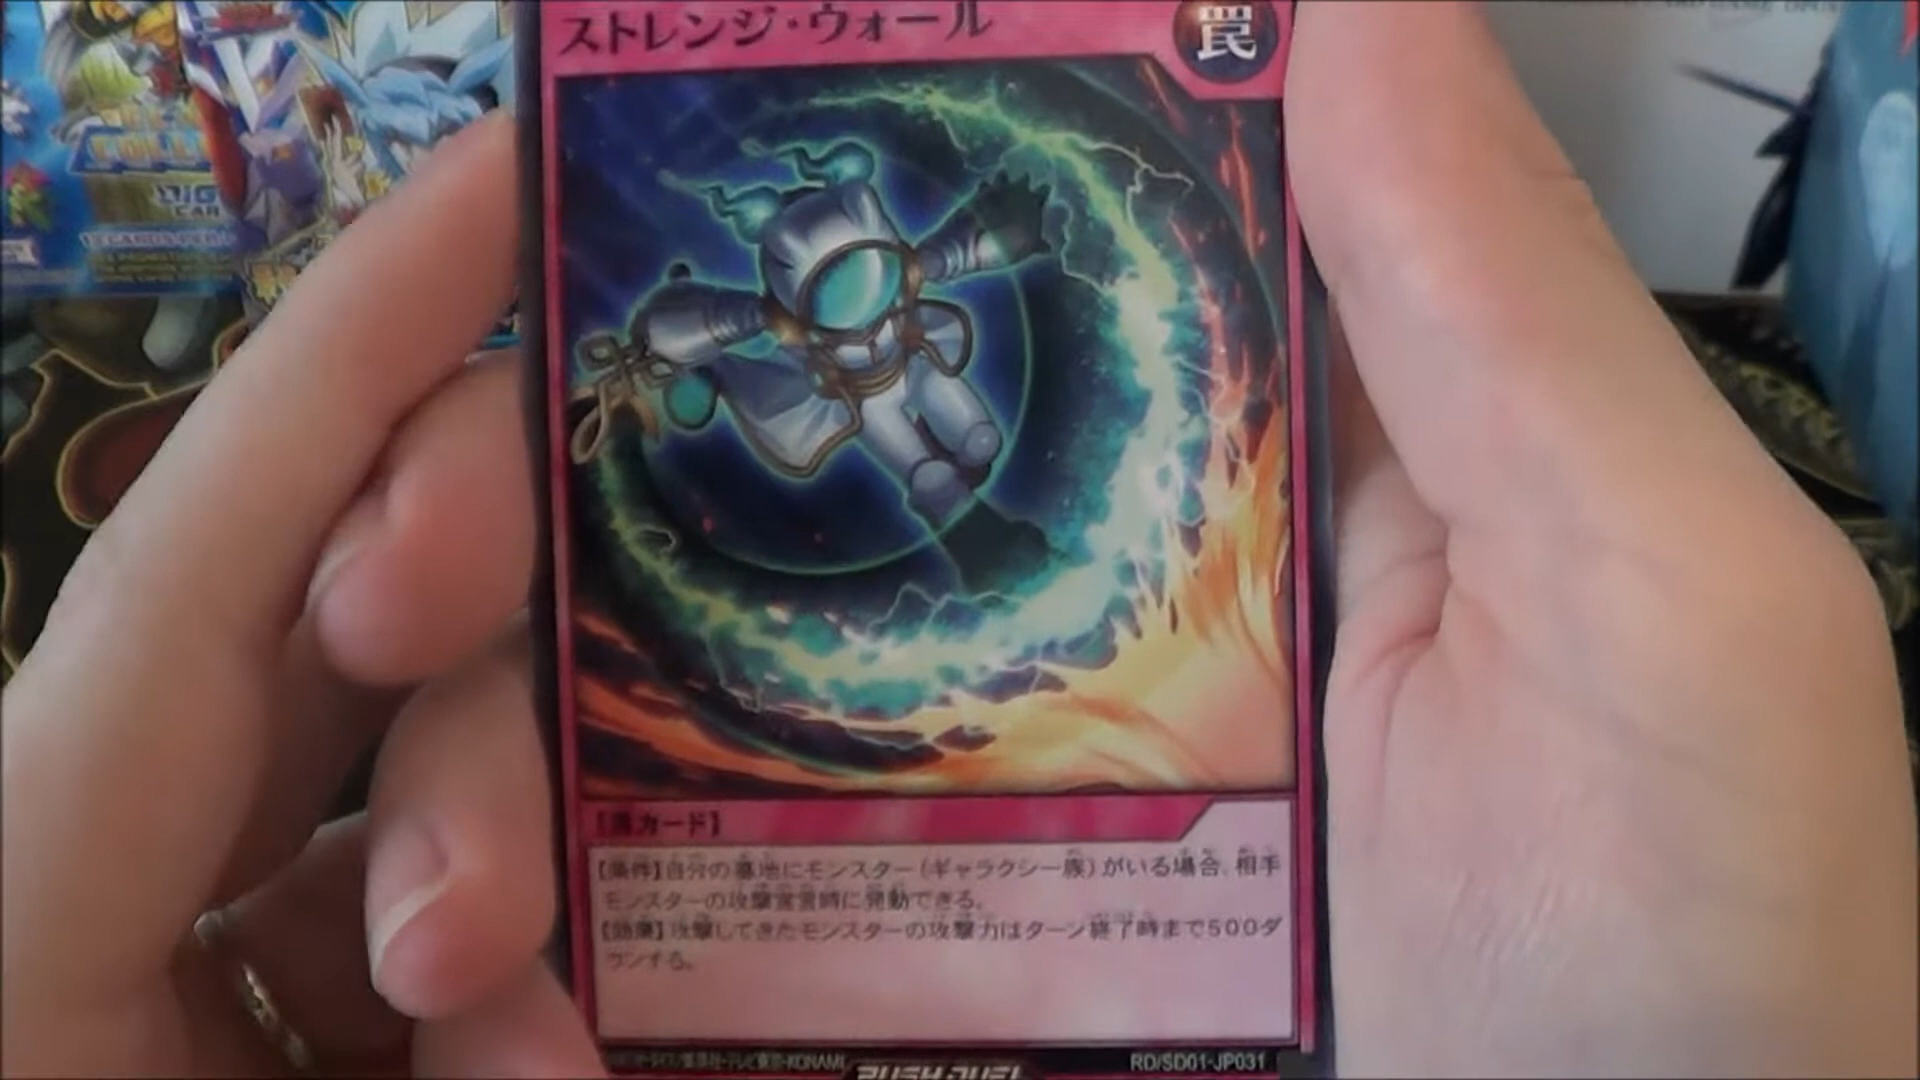 ストレンジ・ウォール
罠
【罠カード】
【条件】自分の墓地にモンスター(ギャラクシー族)がいる場合、相手
モンスターの攻撃宣言時に発動できる。
【効果】攻撃してきたモンスターの攻撃力はターン終了時まで500ダ
ウンする。
KONAMI
RD/SD01-JP031
RUSH DUEL